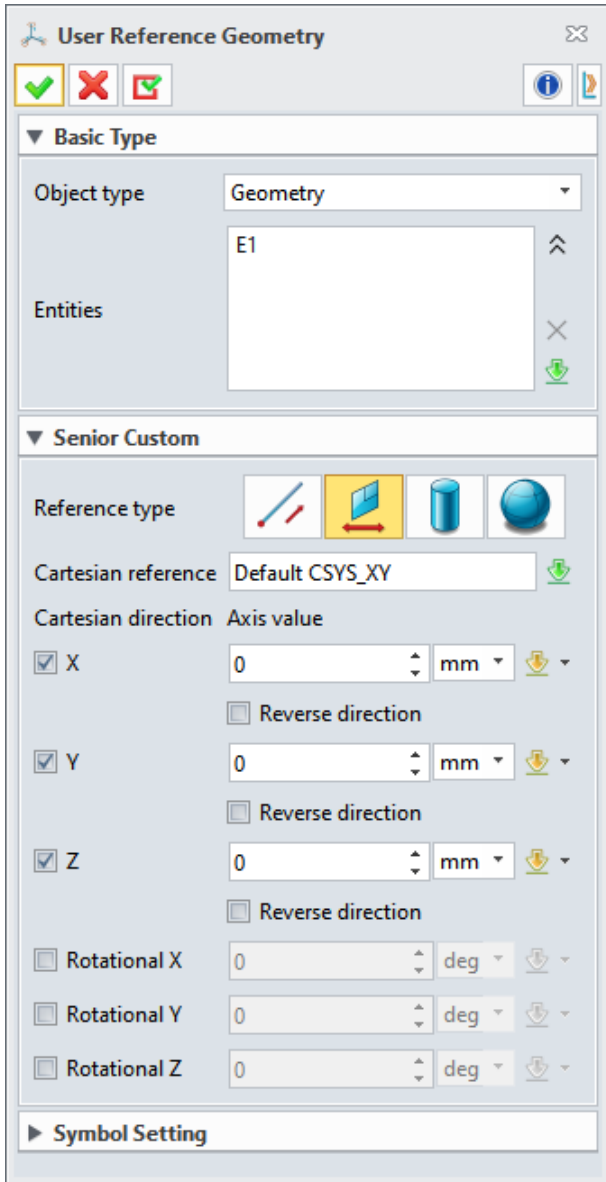 User Reference Geometry
Basic Type
Object type Geometry
E1
Entities
Senior Custom
Reference type
Cartesian reference Default CSYS_XY
Cartesian direction Axis value
X 0 mm
Reverse direction
Y 0 mm
Reverse direction
Z 0 mm
Reverse direction
Rotational X 0 deg
Rotational Y 0 deg
Rotational Z 0 deg
Symbol Setting